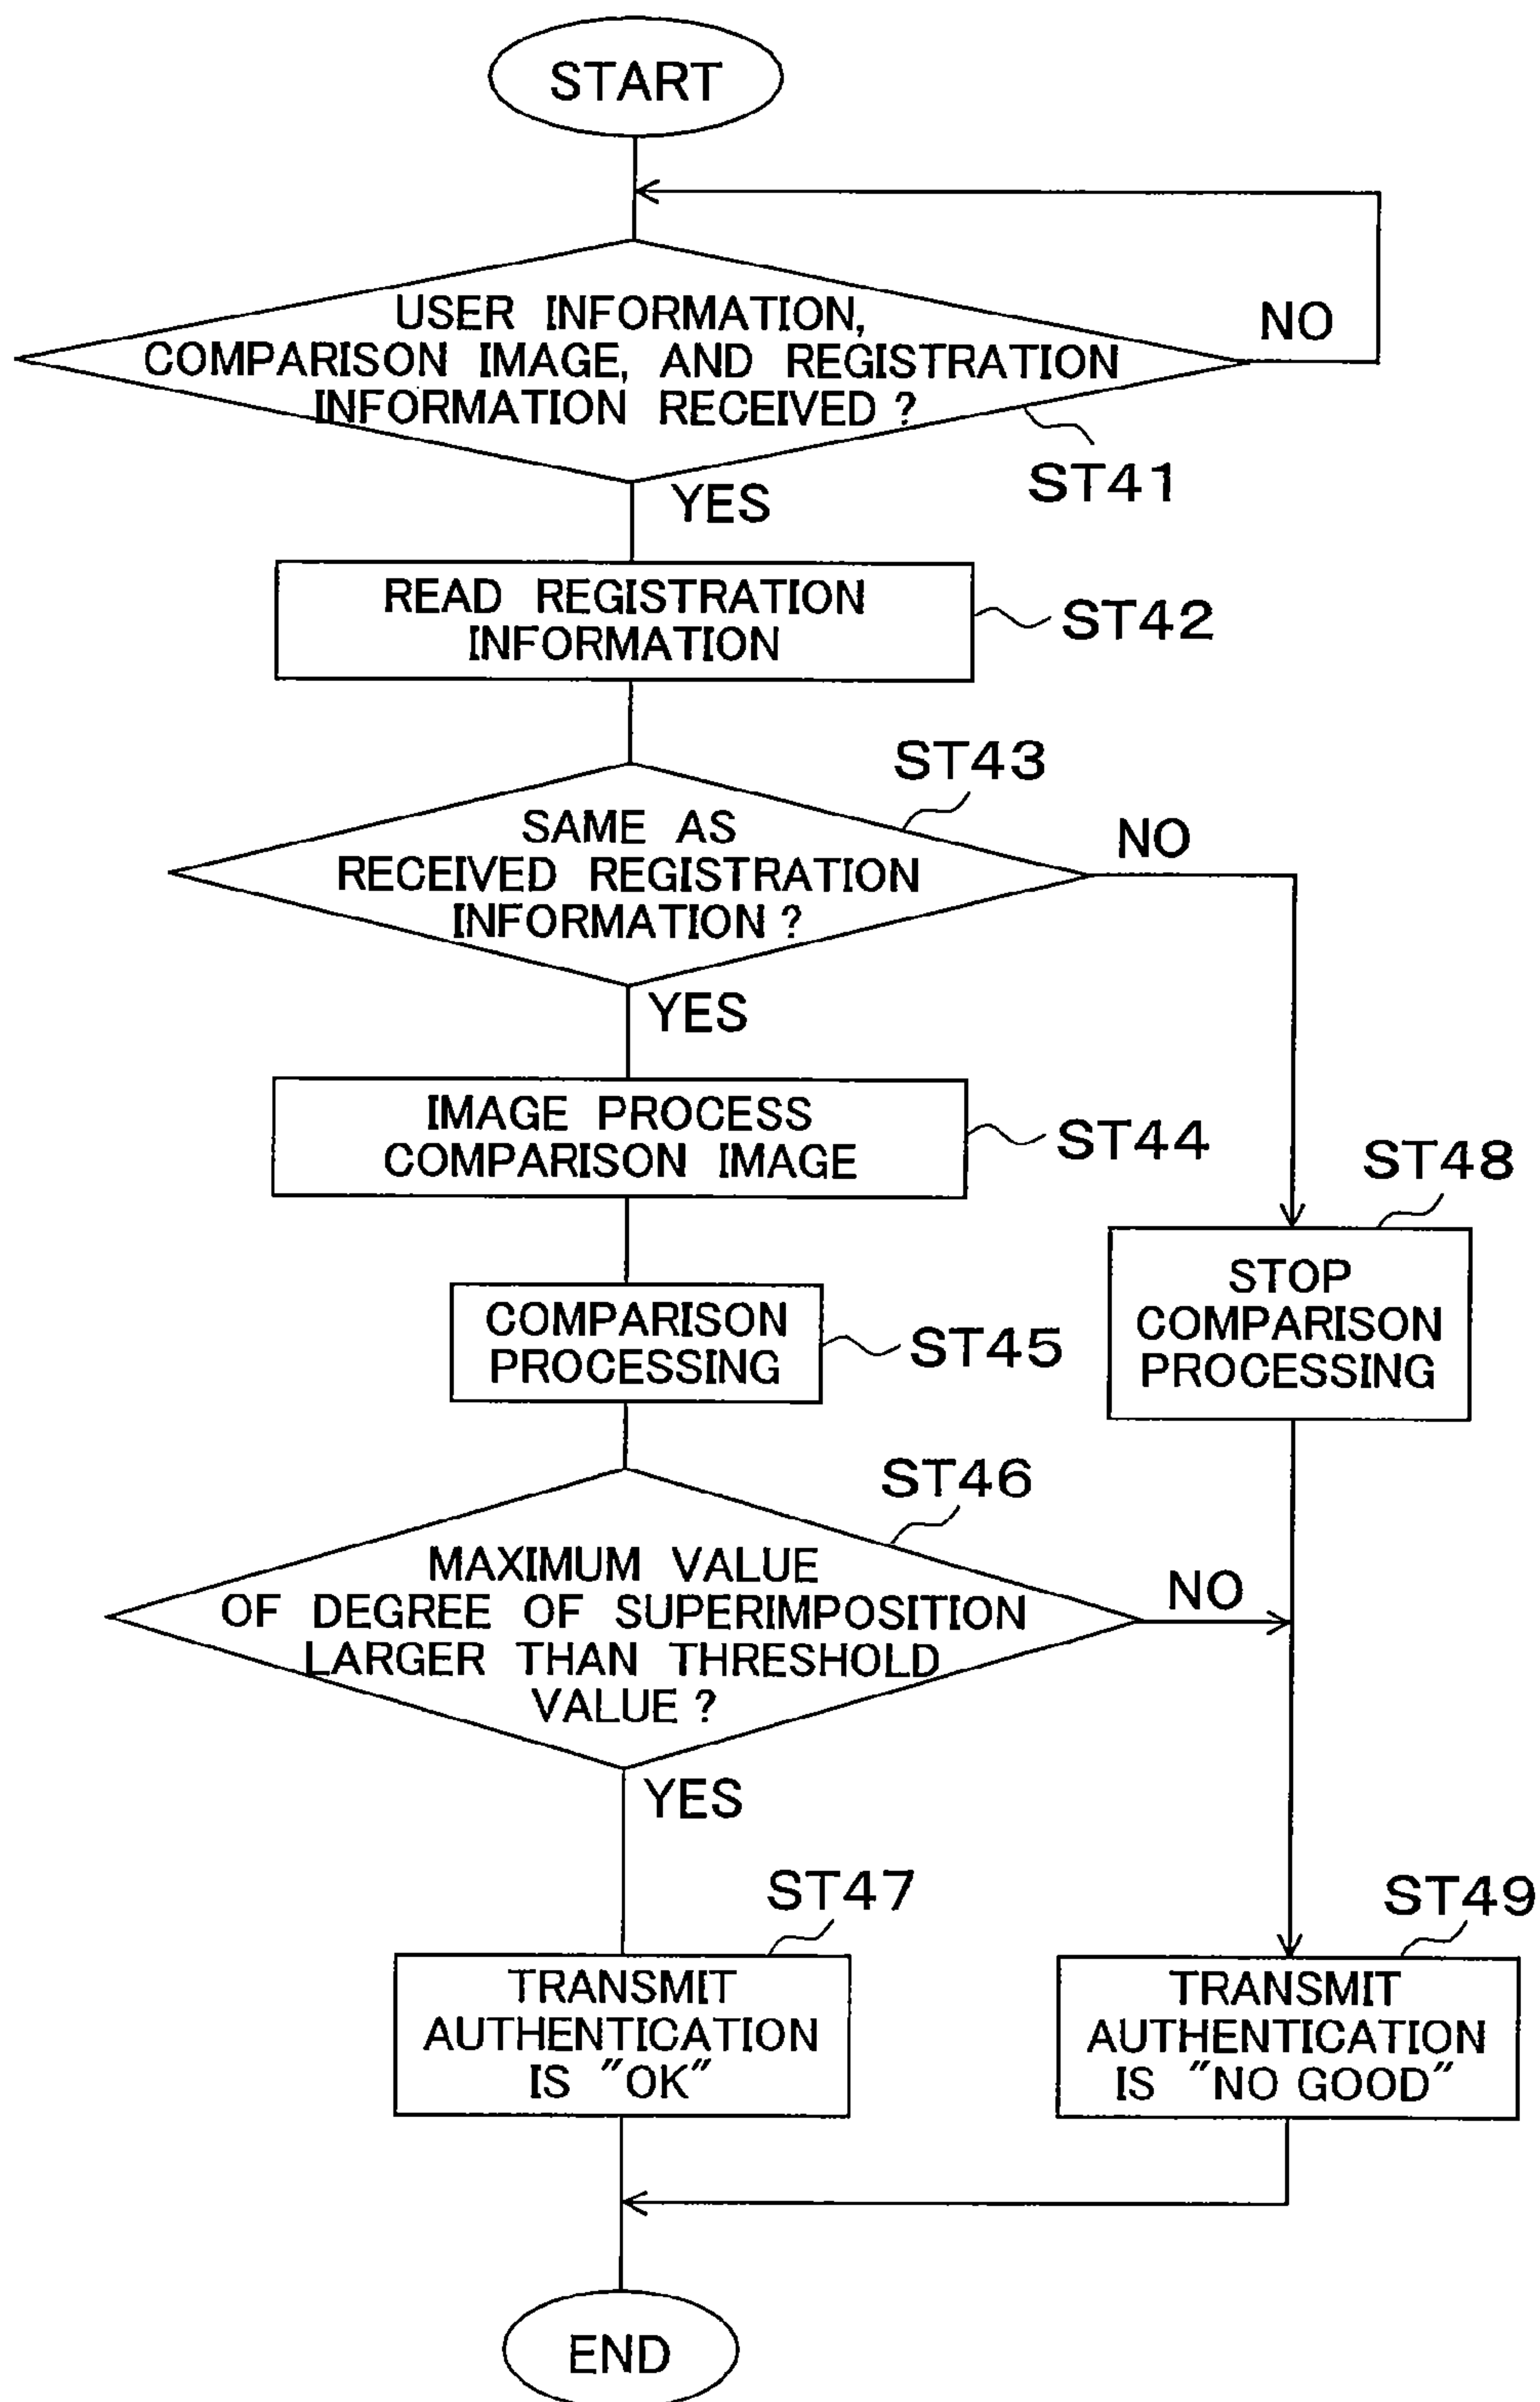 START
USER INFORMATION,
COMPARISON IMAGE, AND REGISTRATION
INFORMATION RECEIVED ?
NO
ST41
YES
READ REGISTRATION
INFORMATION
ST42
ST43
SAME AS
RECEIVED REGISTRATION
INFORMATION ?
NO
YES
IMAGE PROCESS
COMPARISON IMAGE
ST44
ST48
STOP
COMPARISON
PROCESSING
COMPARISON
PROCESSING
ST45
ST46
MAXIMUM VALUE
OF DEGREE OF SUPERIMPOSITION
LARGER THAN THRESHOLD
VALUE ?
NO
YES
ST47
TRANSMIT
AUTHENTICATION
IS "OK"
ST49
TRANSMIT
AUTHENTICATION
IS "NO GOOD"
END